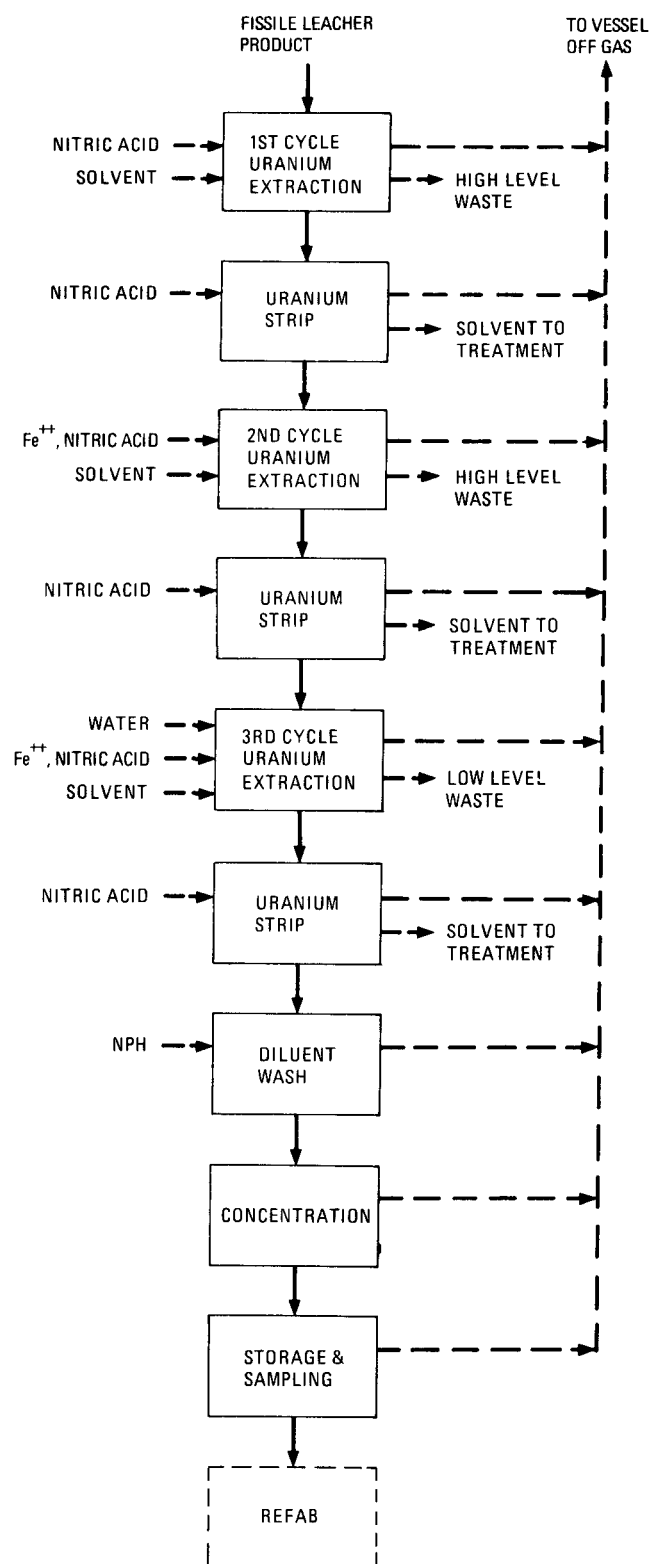 FISSILE LEACHER
PRODUCT
TO VESSEL
OFF GAS
NITRIC ACID
SOLVENT
1ST CYCLE
URANIUM
EXTRACTION
HIGH LEVEL
WASTE
NITRIC ACID
URANIUM
STRIP
SOLVENT TO
TREATMENT
Fe++, NITRIC ACID
SOLVENT
2ND CYCLE
URANIUM
EXTRACTION
HIGH LEVEL
WASTE
NITRIC ACID
URANIUM
STRIP
SOLVENT TO
TREATMENT
WATER
Fe++, NITRIC ACID
SOLVENT
3RD CYCLE
URANIUM
EXTRACTION
LOW LEVEL
WASTE
NITRIC ACID
URANIUM
STRIP
SOLVENT TO
TREATMENT
NPH
DILUENT
WASH
CONCENTRATION
STORAGE &
SAMPLING
REFAB